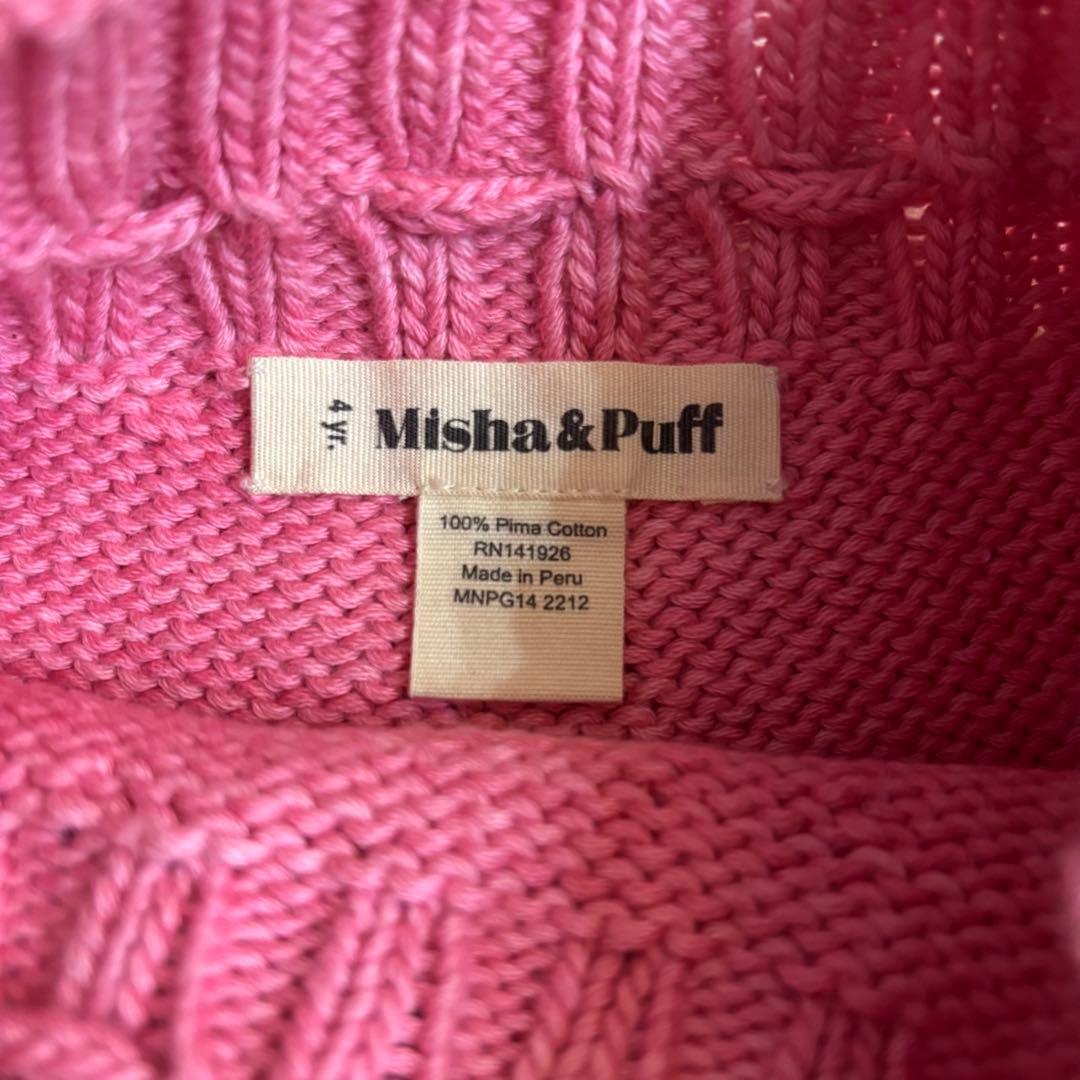 4 yr.
Misha&Puff
100% Pima Cotton
RN141926
Made in Peru
MNPG14 2212